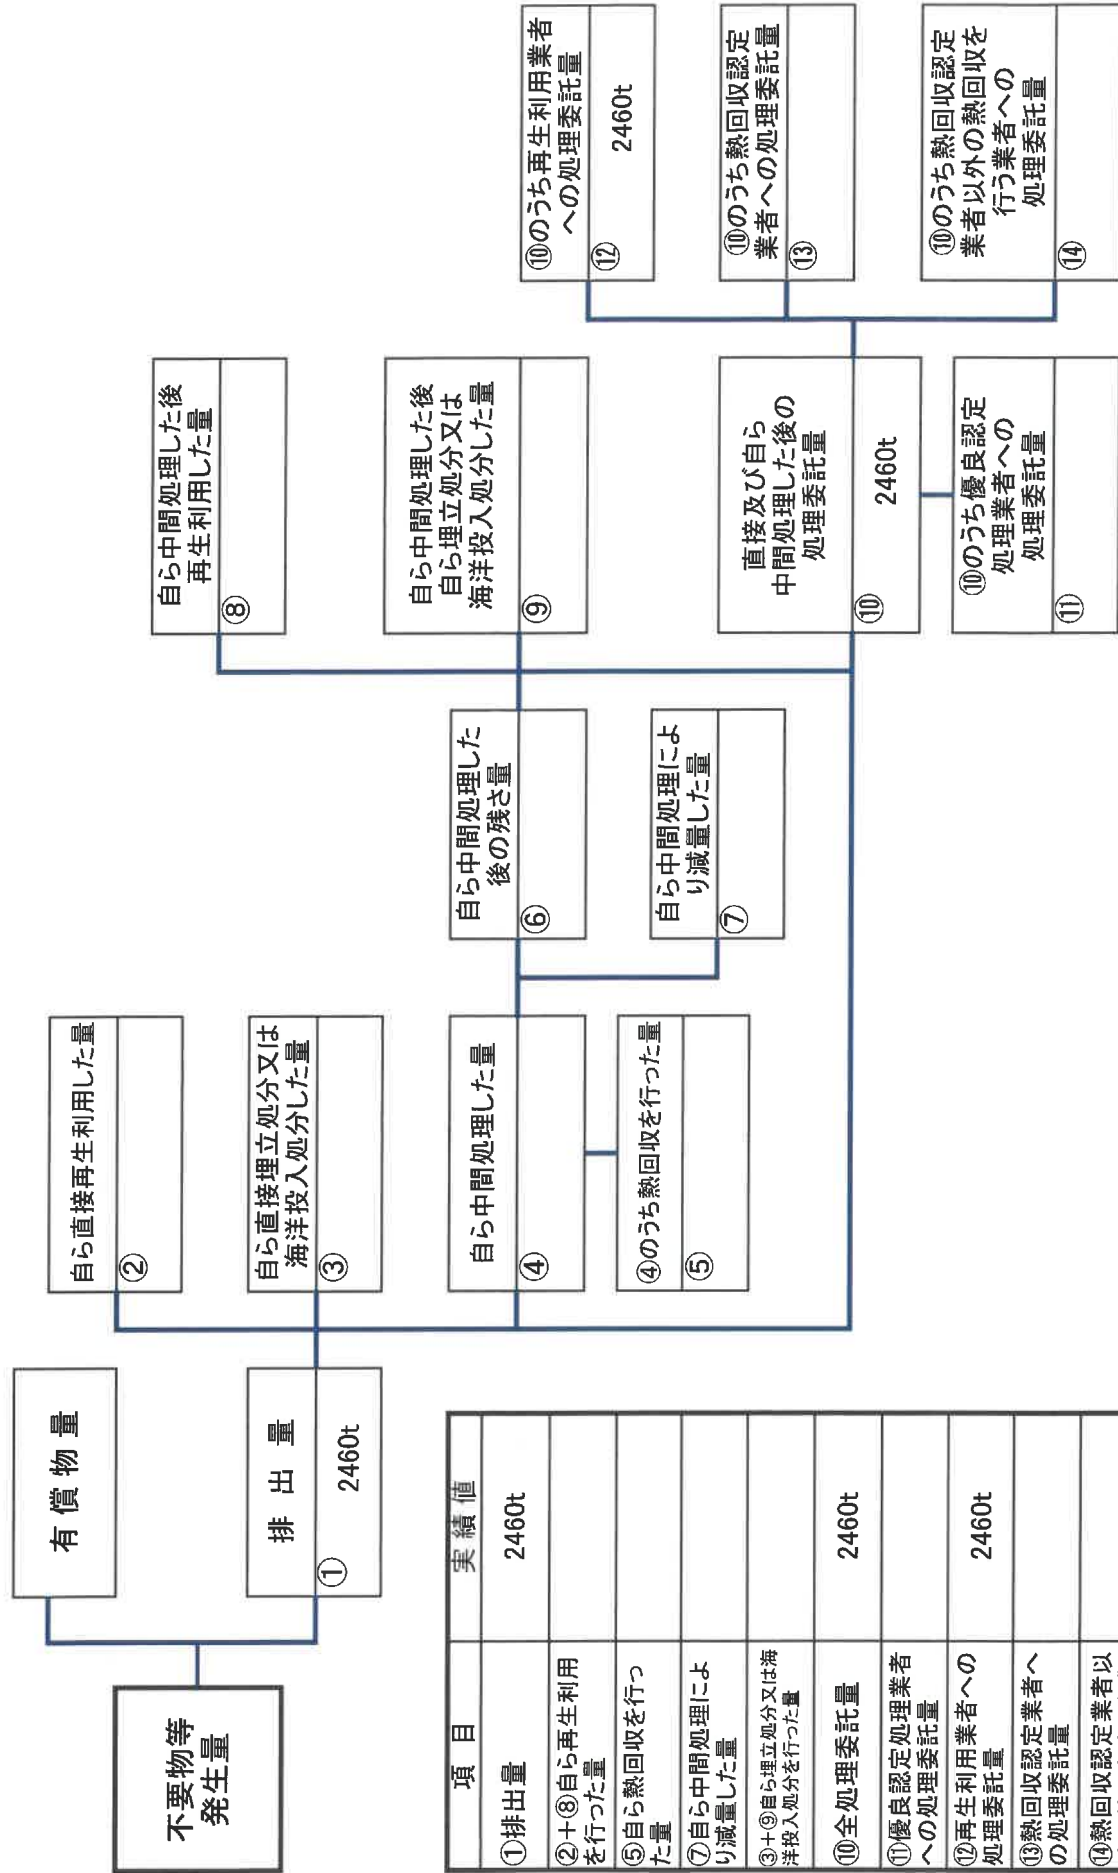 不要物等
発生量
有償物量
排出量
①
2460t
自ら直接再生利用した量
②
自ら直接埋立処分又は
海洋投入処分した量
③
自ら中間処理した量
④
④のうち熱回収を行った量
⑤
自ら中間処理した
後の残さ量
⑥
自ら中間処理によ
り減量した量
⑦
自ら中間処理した後
再生利用した量
⑧
自ら中間処理した後
自ら埋立処分又は
海洋投入処分した量
⑨
直接及び自ら
中間処理した後の
処理委託量
⑩
2460t
⑩のうち優良認定
処理業者への
処理委託量
⑪
⑩のうち再生利用業者
への処理委託量
⑫
2460t
⑩のうち熱回収認定
業者への処理委託量
⑬
⑩のうち熱回収認定
業者以外の熱回収を
行う業者への
処理委託量
⑭
項目 実績値
①排出量 2460t
②+⑧自ら再生利用
を行った量
⑤自ら熱回収を行っ
た量
⑦自ら中間処理によ
り減量した量
③+⑨自ら埋立処分又は海
洋投入処分を行った量
⑩全処理委託量 2460t
⑪優良認定処理業者
への処理委託量
⑫再生利用業者への
処理委託量 2460t
⑬熱回収認定業者へ
の処理委託量
⑭熱回収認定業者以